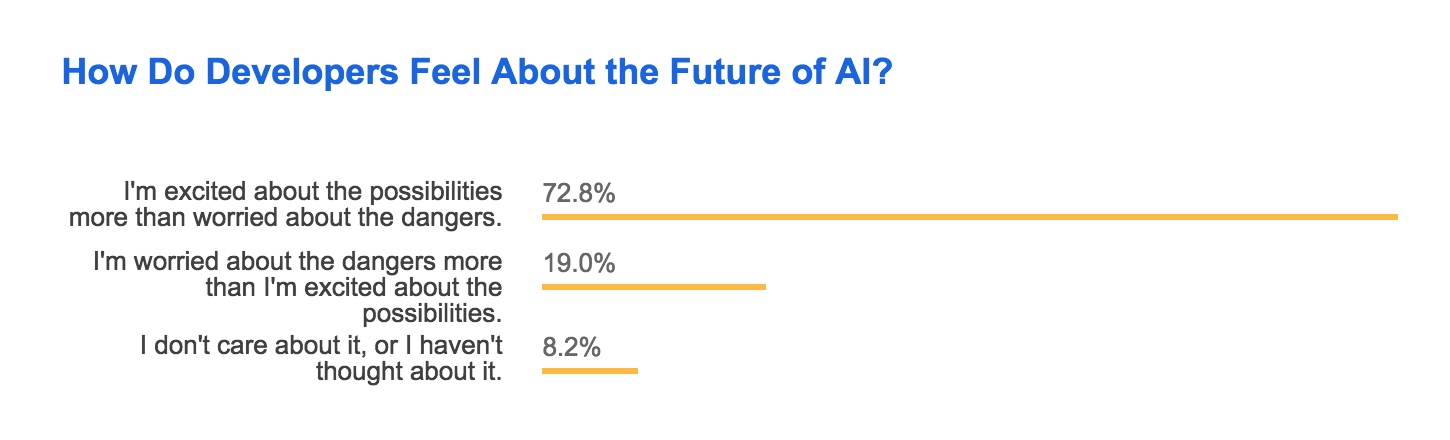 How Do Developers Feel About the Future of AI?
I'm excited about the possibilities
more than worried about the dangers.
72.8%
I'm worried about the dangers more
than I'm excited about the
possibilities.
19.0%
I don't care about it, or I haven't
thought about it.
8.2%